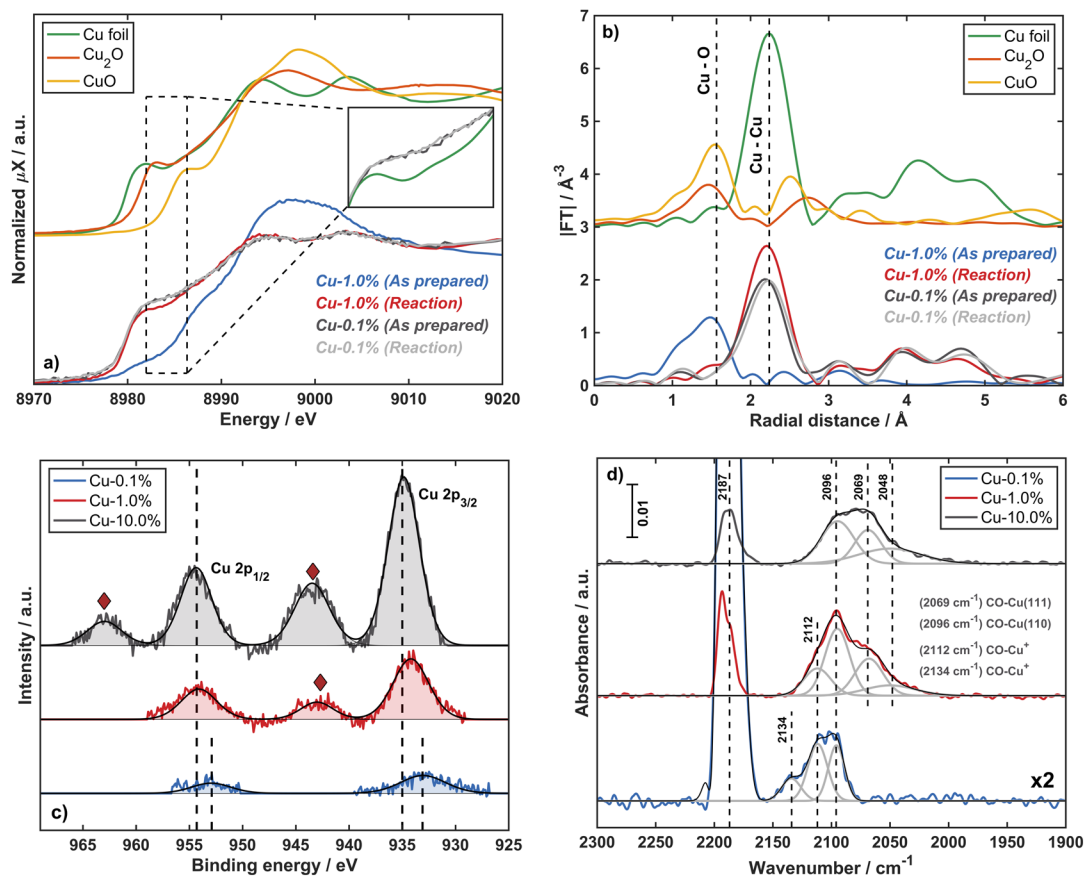 a)
Cu foil
Cu2O
CuO
Normalized μX / a.u.
Cu-1.0% (As prepared)
Cu-1.0% (Reaction)
Cu-0.1% (As prepared)
Cu-0.1% (Reaction)
8970 8980 8990 9000 9010 9020
Energy / eV
b)
Cu foil
Cu2O
CuO
Cu - O
Cu - Cu
|FT| / Å-3
7
6
5
4
3
2
1
0
Cu-1.0% (As prepared)
Cu-1.0% (Reaction)
Cu-0.1% (As prepared)
Cu-0.1% (Reaction)
0 1 2 3 4 5 6
Radial distance / Å
c)
Cu-0.1%
Cu-1.0%
Cu-10.0%
Cu 2p3/2
Cu 2p1/2
Intensity / a.u.
965 960 955 950 945 940 935 930 925
Binding energy / eV
d)
0.01
2187
2096
2069
2048
Cu-0.1%
Cu-1.0%
Cu-10.0%
(2069 cm-1) CO-Cu(111)
(2096 cm-1) CO-Cu(110)
(2112 cm-1) CO-Cu+
(2134 cm-1) CO-Cu+
2112
2134
x2
Absorbance / a.u.
2300 2250 2200 2150 2100 2050 2000 1950 1900
Wavenumber / cm-1